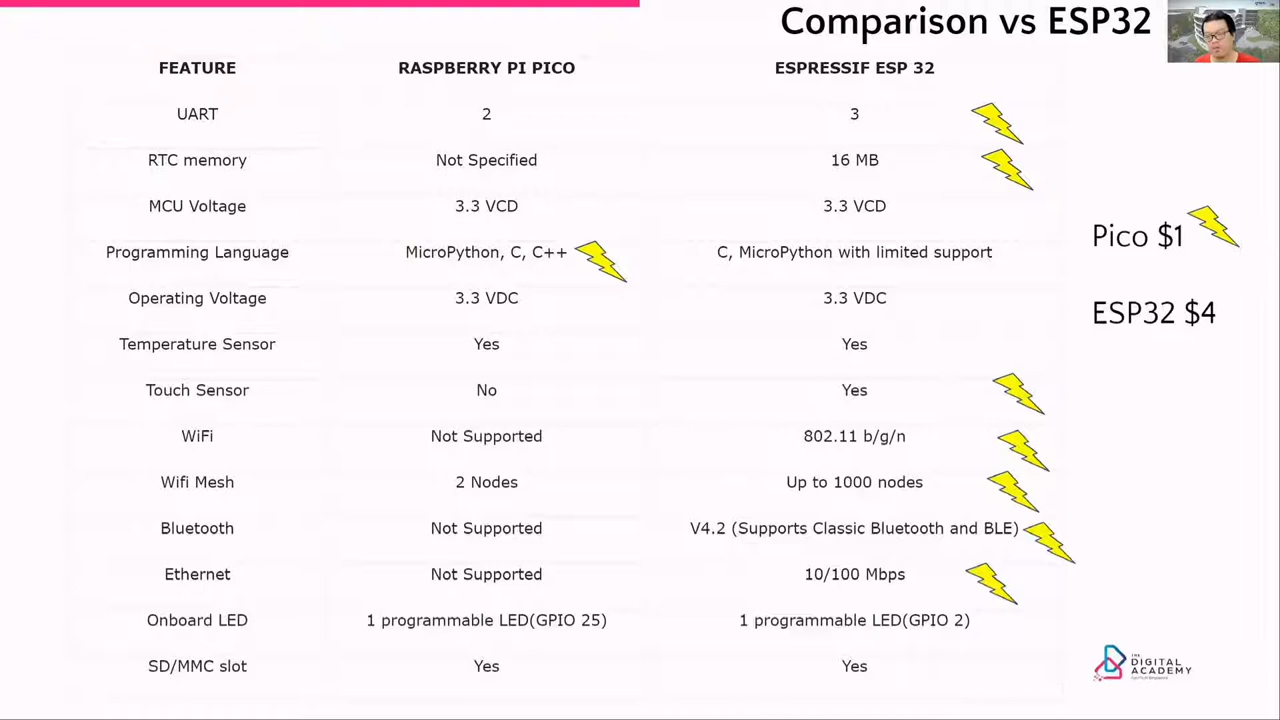 Comparison vs ESP32
FEATURE RASPBERRY PI PICO ESPRESSIF ESP 32
UART 2 3
RTC memory Not Specified 16 MB
MCU Voltage 3.3 VCD 3.3 VCD
Programming Language MicroPython, C, C++ C, MicroPython with limited support
Operating Voltage 3.3 VDC 3.3 VDC
Temperature Sensor Yes Yes
Touch Sensor No Yes
WiFi Not Supported 802.11 b/g/n
Wifi Mesh 2 Nodes Up to 1000 nodes
Bluetooth Not Supported V4.2 (Supports Classic Bluetooth and BLE)
Ethernet Not Supported 10/100 Mbps
Onboard LED 1 programmable LED(GPIO 25) 1 programmable LED(GPIO 2)
SD/MMC slot Yes Yes
Pico $1
ESP32 $4
THE
DIGITAL
ACADEMY